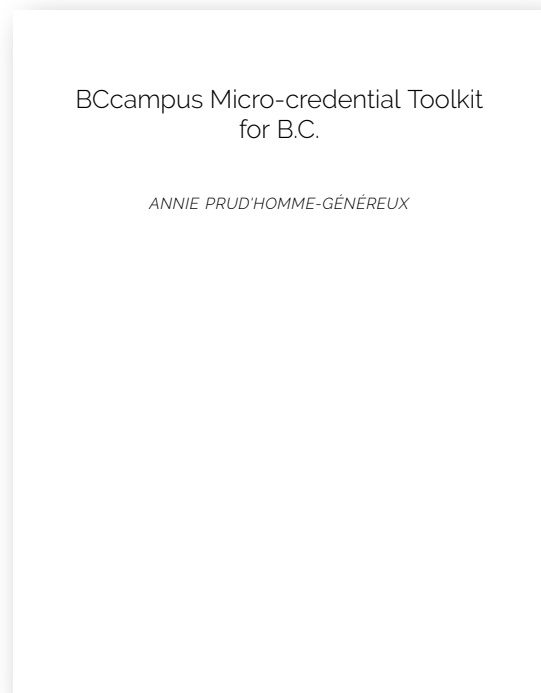 BCcampus Micro-credential Toolkit
for B.C.
ANNIE PRUD'HOMME-GÉNÉREUX